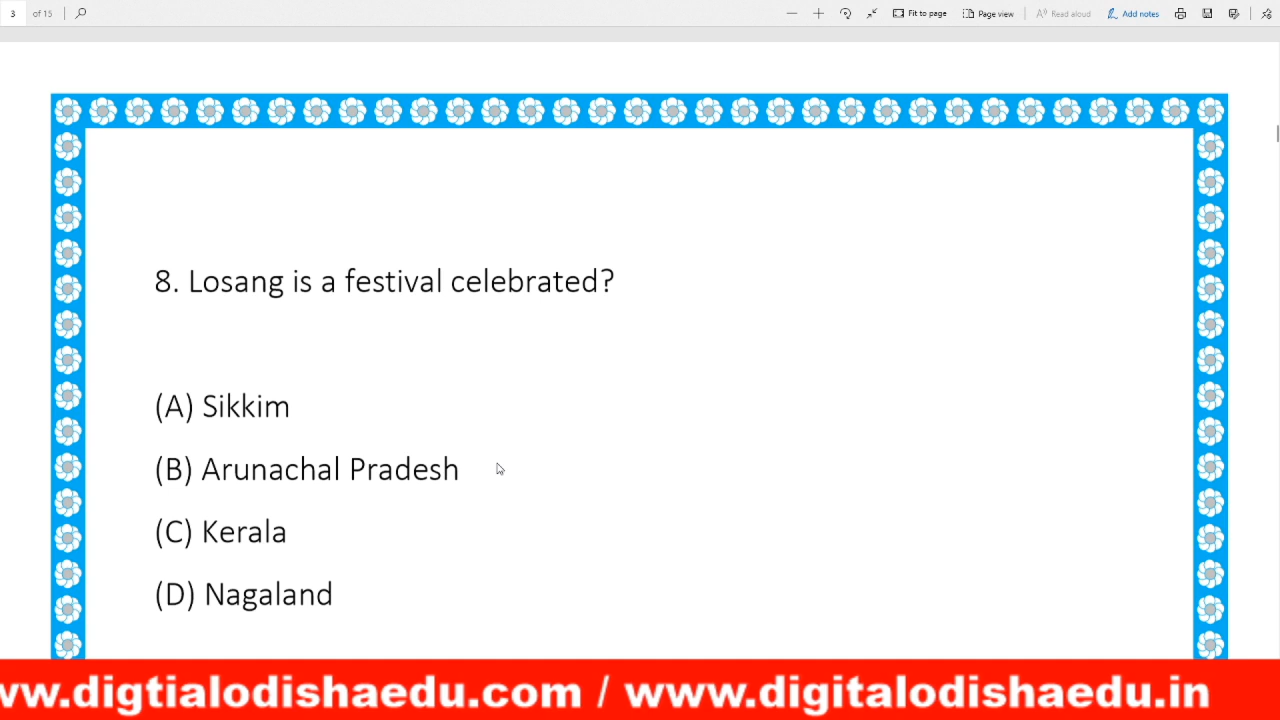 3 of 15 Fit to page Page view Read aloud Add notes
8. Losang is a festival celebrated?
(A) Sikkim
(B) Arunachal Pradesh
(C) Kerala
(D) Nagaland
ww.digtialodishaedu.com / www.digitalodishaedu.in